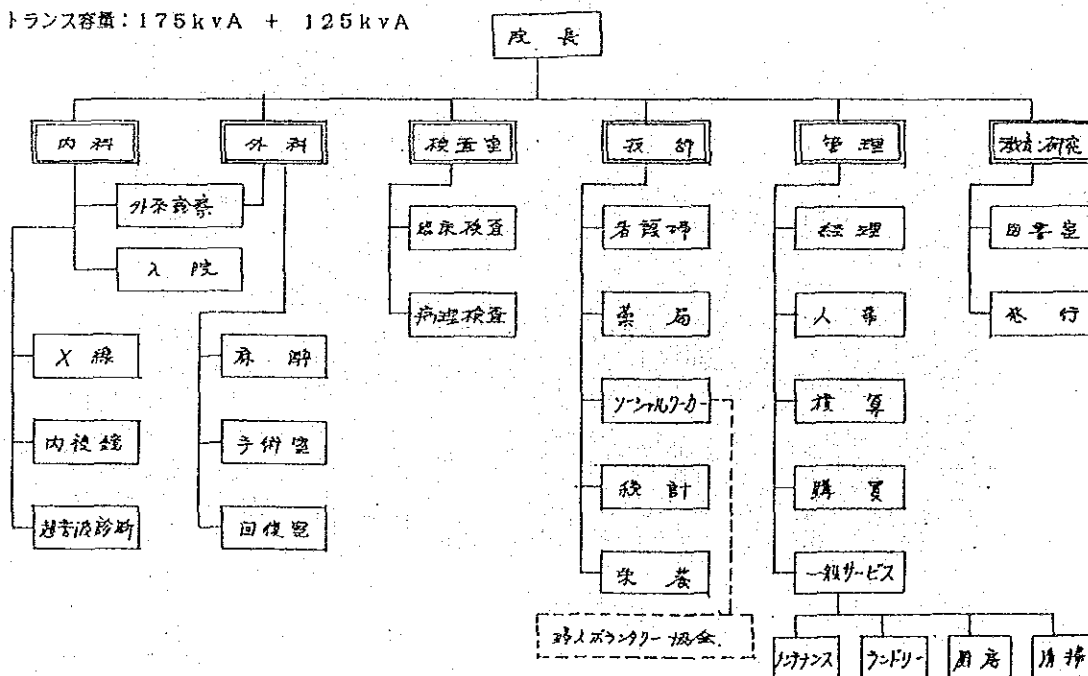 トランス容量：175kvA + 125kvA
院長
内科
外科
検査室
技師
管理
教育・研究
外来診察
入院
臨床検査
病理検査
看護婦
薬局
ソーシャルワーカー
統計
栄養
経理
人事
積算
購買
一般サービス
図書室
発行
X線
内視鏡
超音波診断
麻酔
手術室
回復室
婦人ボランタリー協会
メンテナンス
ランドリー
厨房
清掃